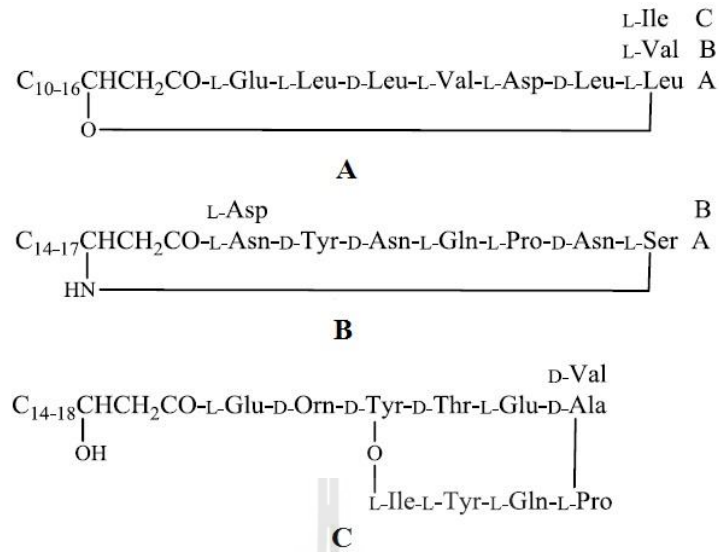 L-Ile C
L-Val B
C10-16CHCH2CO-L-Glu-L-Leu-D-Leu-L-Val-L-Asp-D-Leu-L-Leu A
O
A
L-Asp B
C14-17CHCH2CO-L-Asn-D-Tyr-D-Asn-L-Gln-L-Pro-D-Asn-L-Ser A
HN
B
D-Val
C14-18CHCH2CO-L-Glu-D-Orn-D-Tyr-D-Thr-L-Glu-D-Ala
OH O
L-Ile-L-Tyr-L-Gln-L-Pro
C